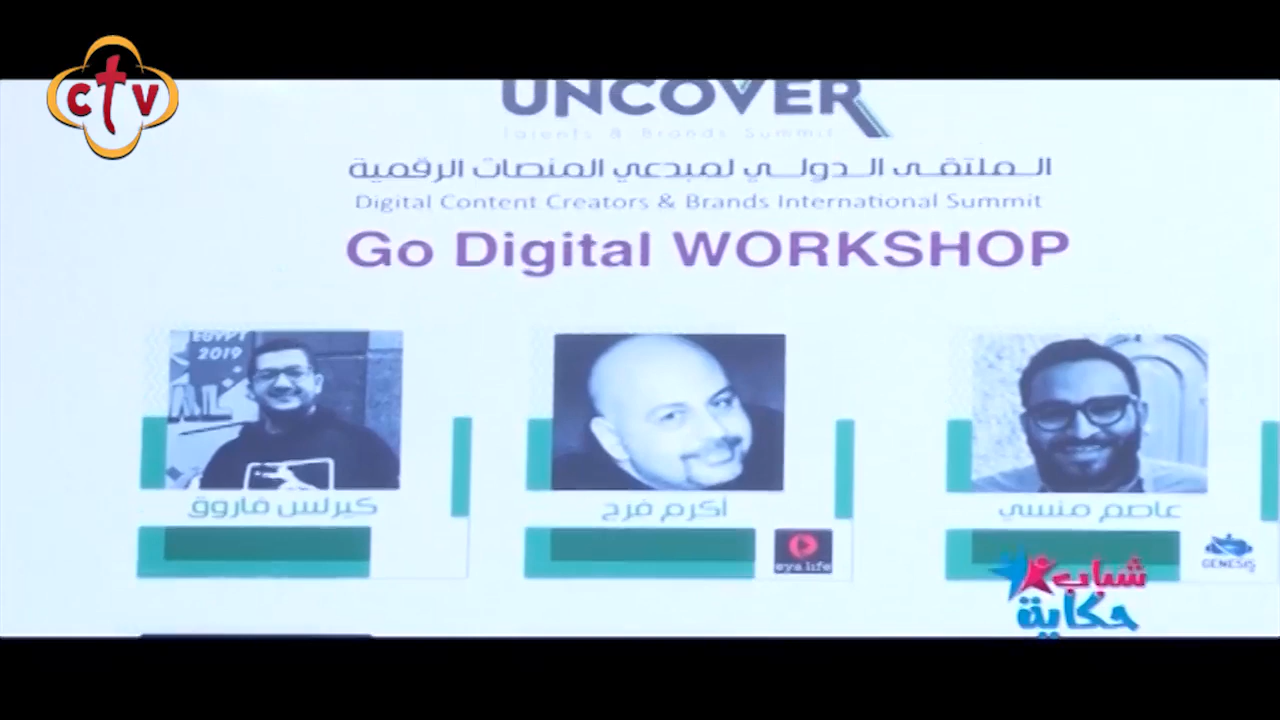 CTV
UNCOVER
Talents & Brands Summit
الملتقى الدولي لمبدعي المنصات الرقمية
Digital Content Creators & Brands International Summit
Go Digital WORKSHOP
EGYPT
2019
AL
كيرلس فاروق
أكرم فرج
عاصم منسي
eya.life
GENESIS
شباب
حكاية